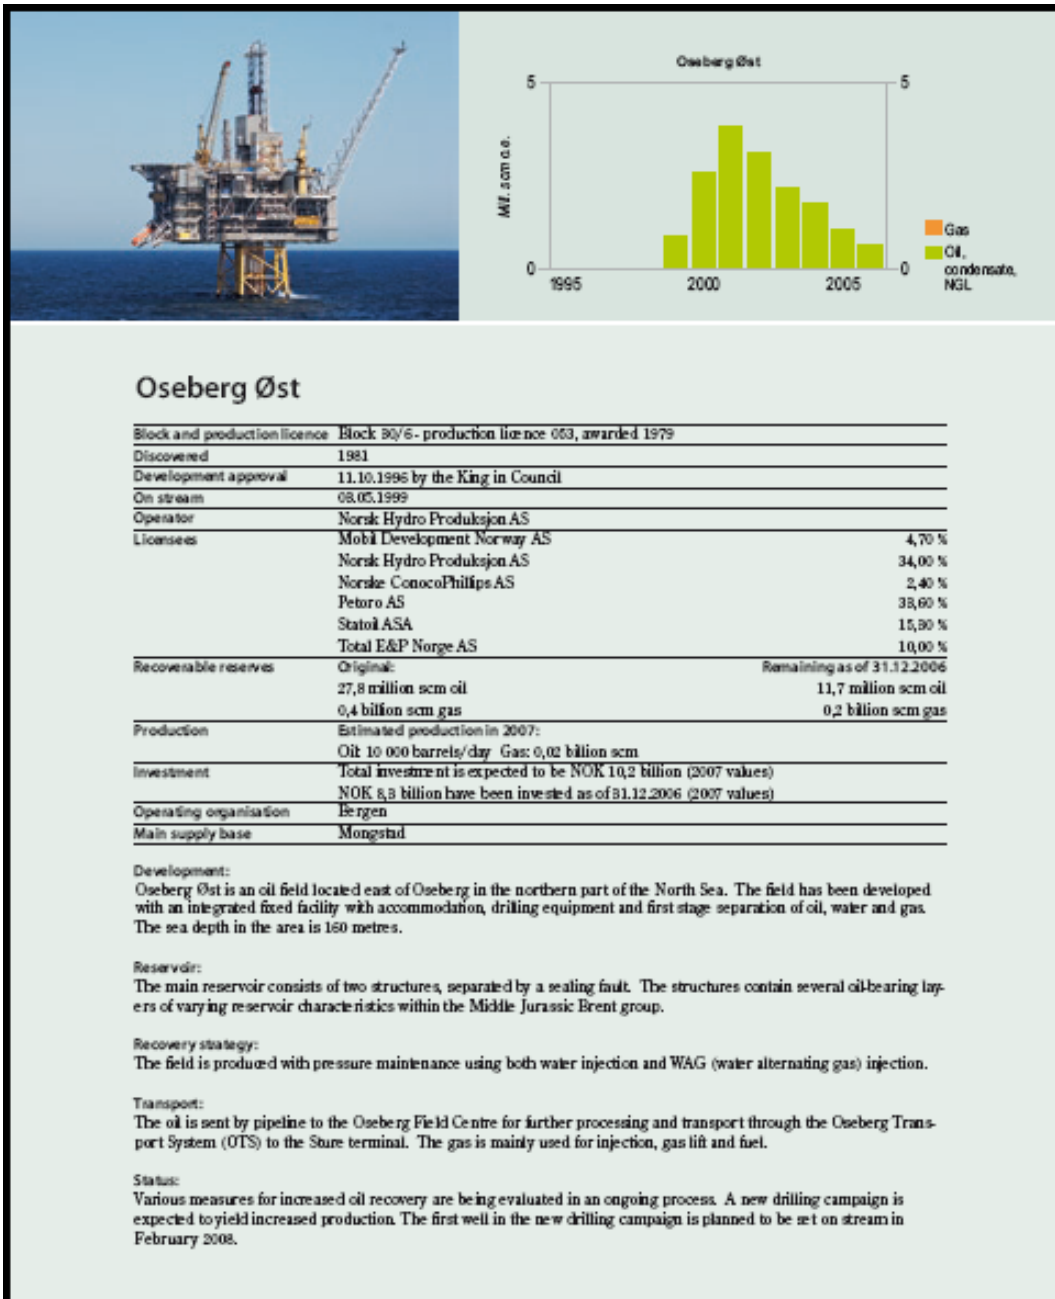 Oseberg Øst
5
5
Mill. scm o.e.
0
0
1995
2000
2005
Gas
Oil,
condensate,
NGL
Oseberg Øst
Block and production licence Block 30/6 - production licence 053, awarded 1979
Discovered 1981
Development approval 11.10.1996 by the King in Council
On stream 03.05.1999
Operator Norsk Hydro Produksjon AS
Licensees Mobil Development Norway AS 4,70 %
Norsk Hydro Produksjon AS 34,00 %
Norske ConocoPhillips AS 2,40 %
Petoro AS 33,60 %
Statoil ASA 15,30 %
Total E&P Norge AS 10,00 %
Recoverable reserves Original: Remaining as of 31.12.2006
27,8 million scm oil 11,7 million scm oil
0,4 billion scm gas 0,2 billion scm gas
Production Estimated production in 2007:
Oil: 10 000 barrels/day Gas: 0,02 billion scm
Investment Total investment is expected to be NOK 10,2 billion (2007 values)
NOK 8,3 billion have been invested as of 31.12.2006 (2007 values)
Operating organisation Bergen
Main supply base Mongstad
Development:
Oseberg Øst is an oil field located east of Oseberg in the northern part of the North Sea. The field has been developed
with an integrated fixed facility with accommodation, drilling equipment and first stage separation of oil, water and gas.
The sea depth in the area is 160 metres.
Reservoir:
The main reservoir consists of two structures, separated by a sealing fault. The structures contain several oil-bearing lay-
ers of varying reservoir characteristics within the Middle Jurassic Brent group.
Recovery strategy:
The field is produced with pressure maintenance using both water injection and WAG (water alternating gas) injection.
Transport:
The oil is sent by pipeline to the Oseberg Field Centre for further processing and transport through the Oseberg Trans-
port System (OTS) to the Sture terminal. The gas is mainly used for injection, gas lift and fuel.
Status:
Various measures for increased oil recovery are being evaluated in an ongoing process. A new drilling campaign is
expected to yield increased production. The first well in the new drilling campaign is planned to be set on stream in
February 2008.